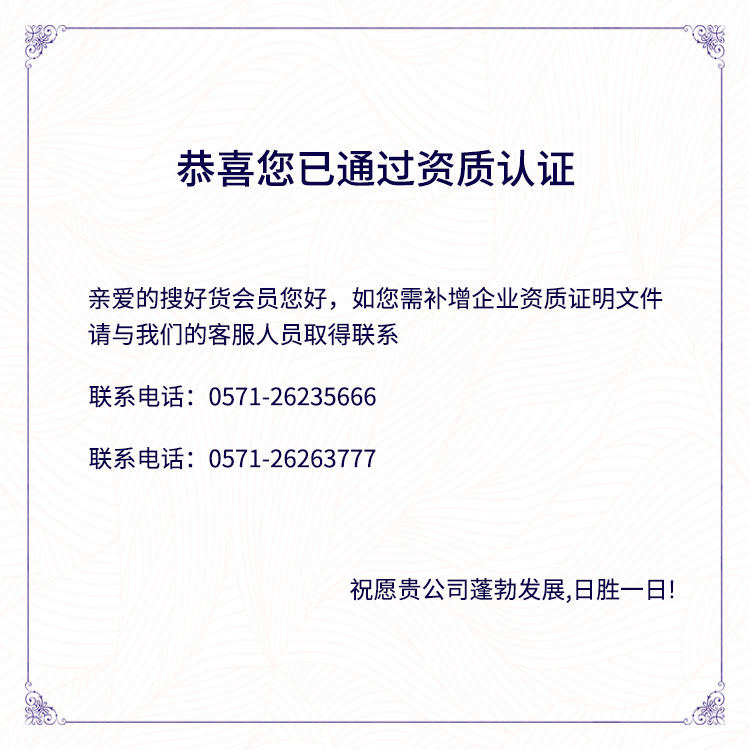 恭喜您已通过资质认证
亲爱的搜好货会员您好，如您需补增企业资质证明文件
请与我们的客服人员取得联系
联系电话：0571-26235666
联系电话：0571-26263777
祝愿贵公司蓬勃发展,日胜一日!